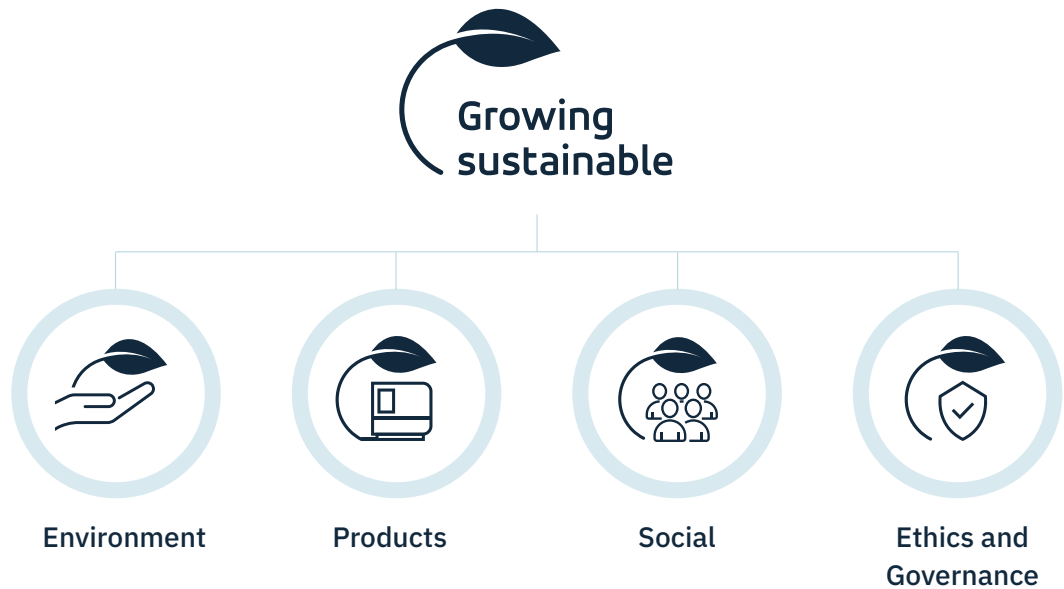 Growing
sustainable
Environment
Products
Social
Ethics and
Governance